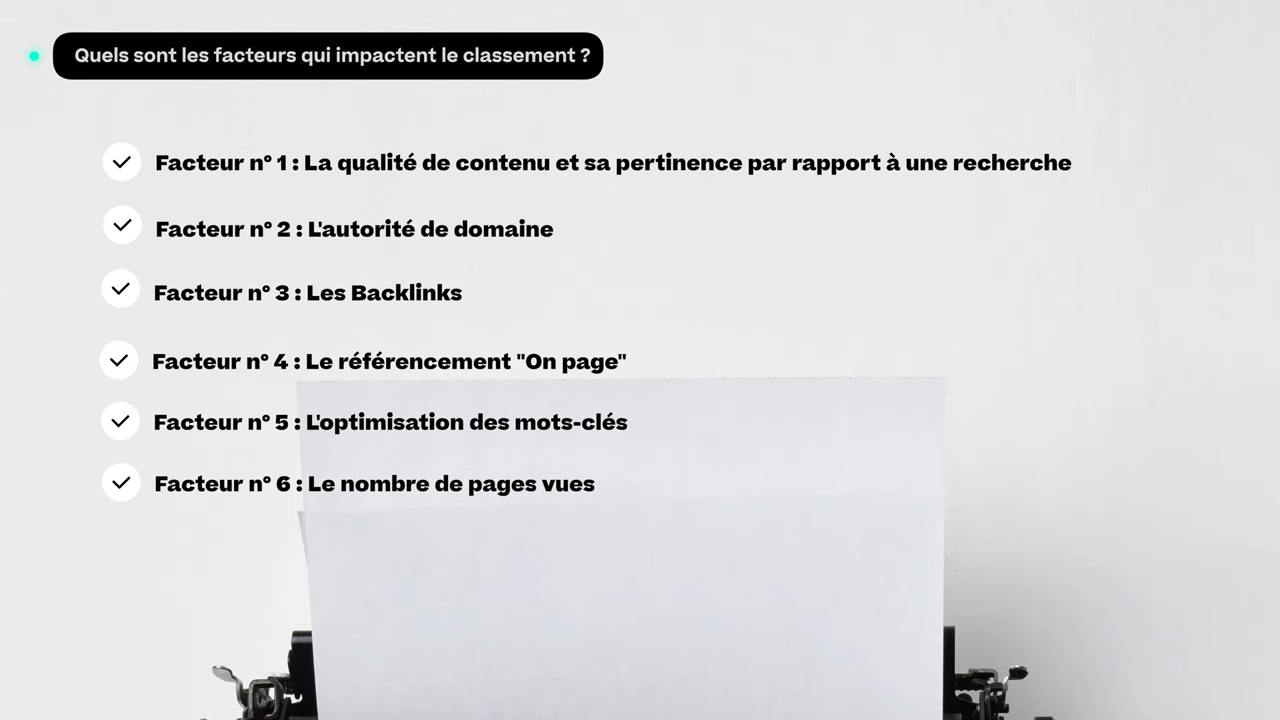 Quels sont les facteurs qui impactent le classement ?
Facteur n° 1 : La qualité de contenu et sa pertinence par rapport à une recherche
Facteur n° 2 : L'autorité de domaine
Facteur n° 3 : Les Backlinks
Facteur n° 4 : Le référencement "On page"
Facteur n° 5 : L'optimisation des mots-clés
Facteur n° 6 : Le nombre de pages vues